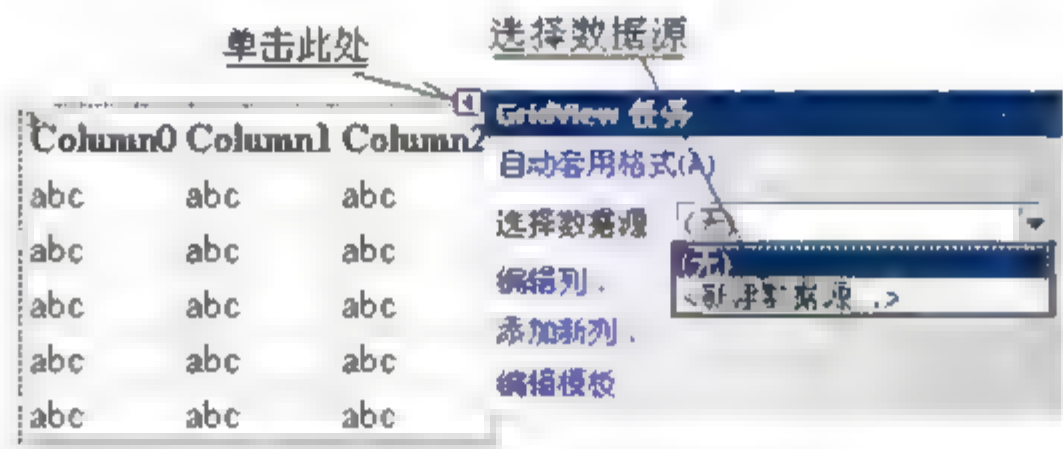 单击此处
选择数据源
Column0 Column1 Column2
abc abc abc
abc abc abc
abc abc abc
abc abc abc
abc abc abc
GridView 任务
自动套用格式(A)
选择数据源 (无)
(无)
<新建数据源...>
编辑列.
添加新列.
编辑模板